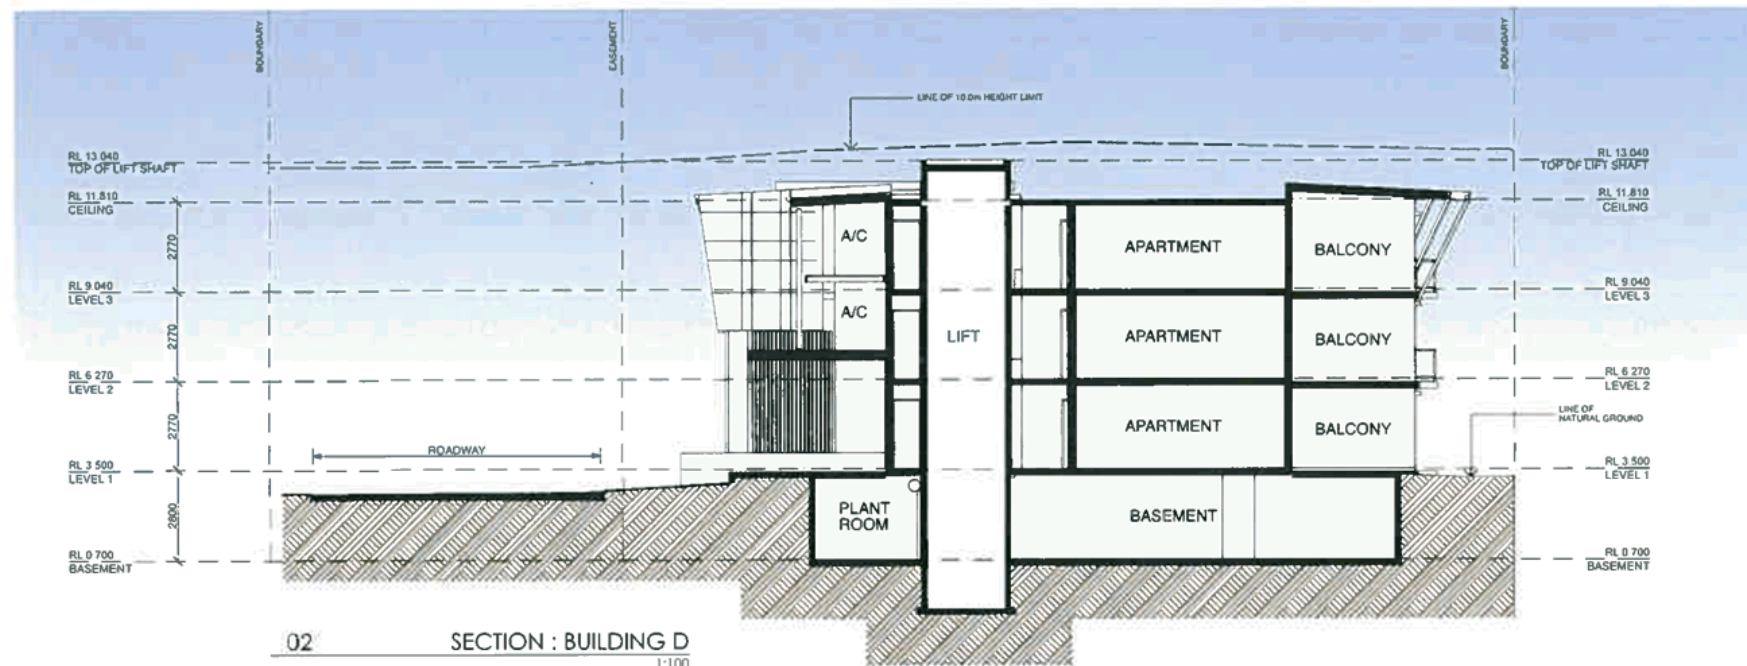 BOUNDARY
EASEMENT
BOUNDARY
LINE OF 10.0m HEIGHT LIMIT
RL 13 040
TOP OF LIFT SHAFT
RL 13 040
TOP OF LIFT SHAFT
RL 11.810
CEILING
RL 11.810
CEILING
2770
A/C
APARTMENT
BALCONY
RL 9 040
LEVEL 3
RL 9 040
LEVEL 3
2770
A/C
LIFT
APARTMENT
BALCONY
RL 6 270
LEVEL 2
RL 6 270
LEVEL 2
2770
APARTMENT
BALCONY
LINE OF
NATURAL GROUND
ROADWAY
RL 3 500
LEVEL 1
RL 3 500
LEVEL 1
2800
PLANT
ROOM
BASEMENT
RL 0 700
BASEMENT
RL 0 700
BASEMENT
02 SECTION : BUILDING D
1:100